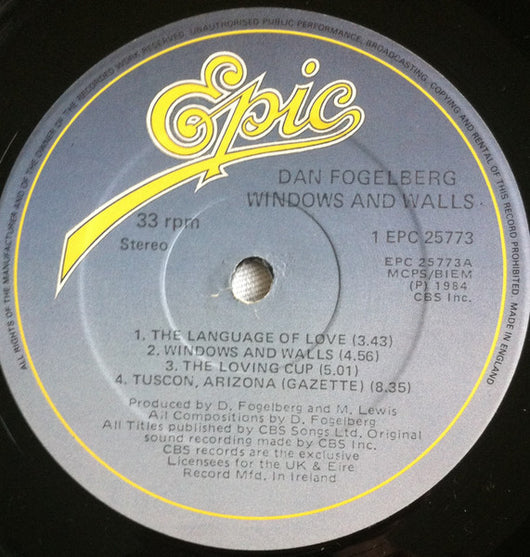 ALL RIGHTS OF THE MANUFACTURER AND OF THE OWNER OF THE RECORDED WORK RESERVED. UNAUTHORISED PUBLIC PERFORMANCE, BROADCASTING, COPYING AND RENTAL OF THIS RECORD PROHIBITED. MADE IN ENGLAND
Epic
DAN FOGELBERG
WINDOWS AND WALLS
33 rpm
Stereo
1 EPC 25773
EPC 25773A
MCPS/BIEM
(P) 1984
CBS Inc.
1. THE LANGUAGE OF LOVE (3.43)
2. WINDOWS AND WALLS (4.56)
3. THE LOVING CUP (5.01)
4. TUSCON, ARIZONA (GAZETTE) (8.35)
Produced by D. Fogelberg and M. Lewis
All Compositions by D. Fogelberg
All Titles published by CBS Songs Ltd. Original
sound recording made by CBS Inc.
CBS records are the exclusive
Licensees for the UK & Eire
Record Mfd. In Ireland